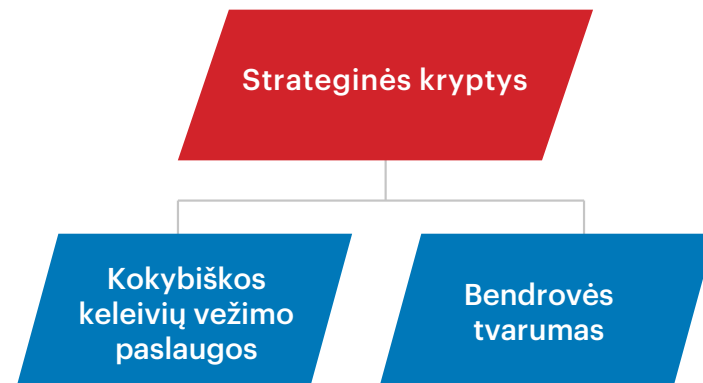 Strateginės kryptys
Kokybiškos
keleivių vežimo
paslaugos
Bendrovės
tvarumas